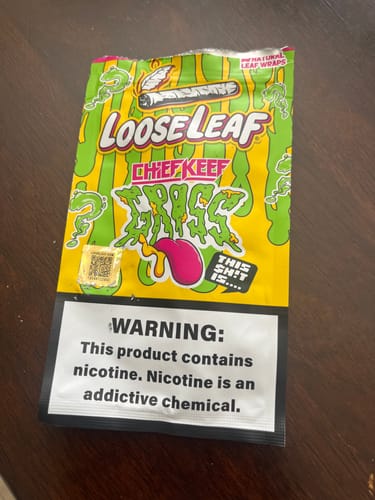 NATURAL
LEAF WRAPS
LOOSELEAF
CHIEF KEEF
GROSS
THIS
SH!T
IS....
WARNING:
This product contains
nicotine. Nicotine is an
addictive chemical.